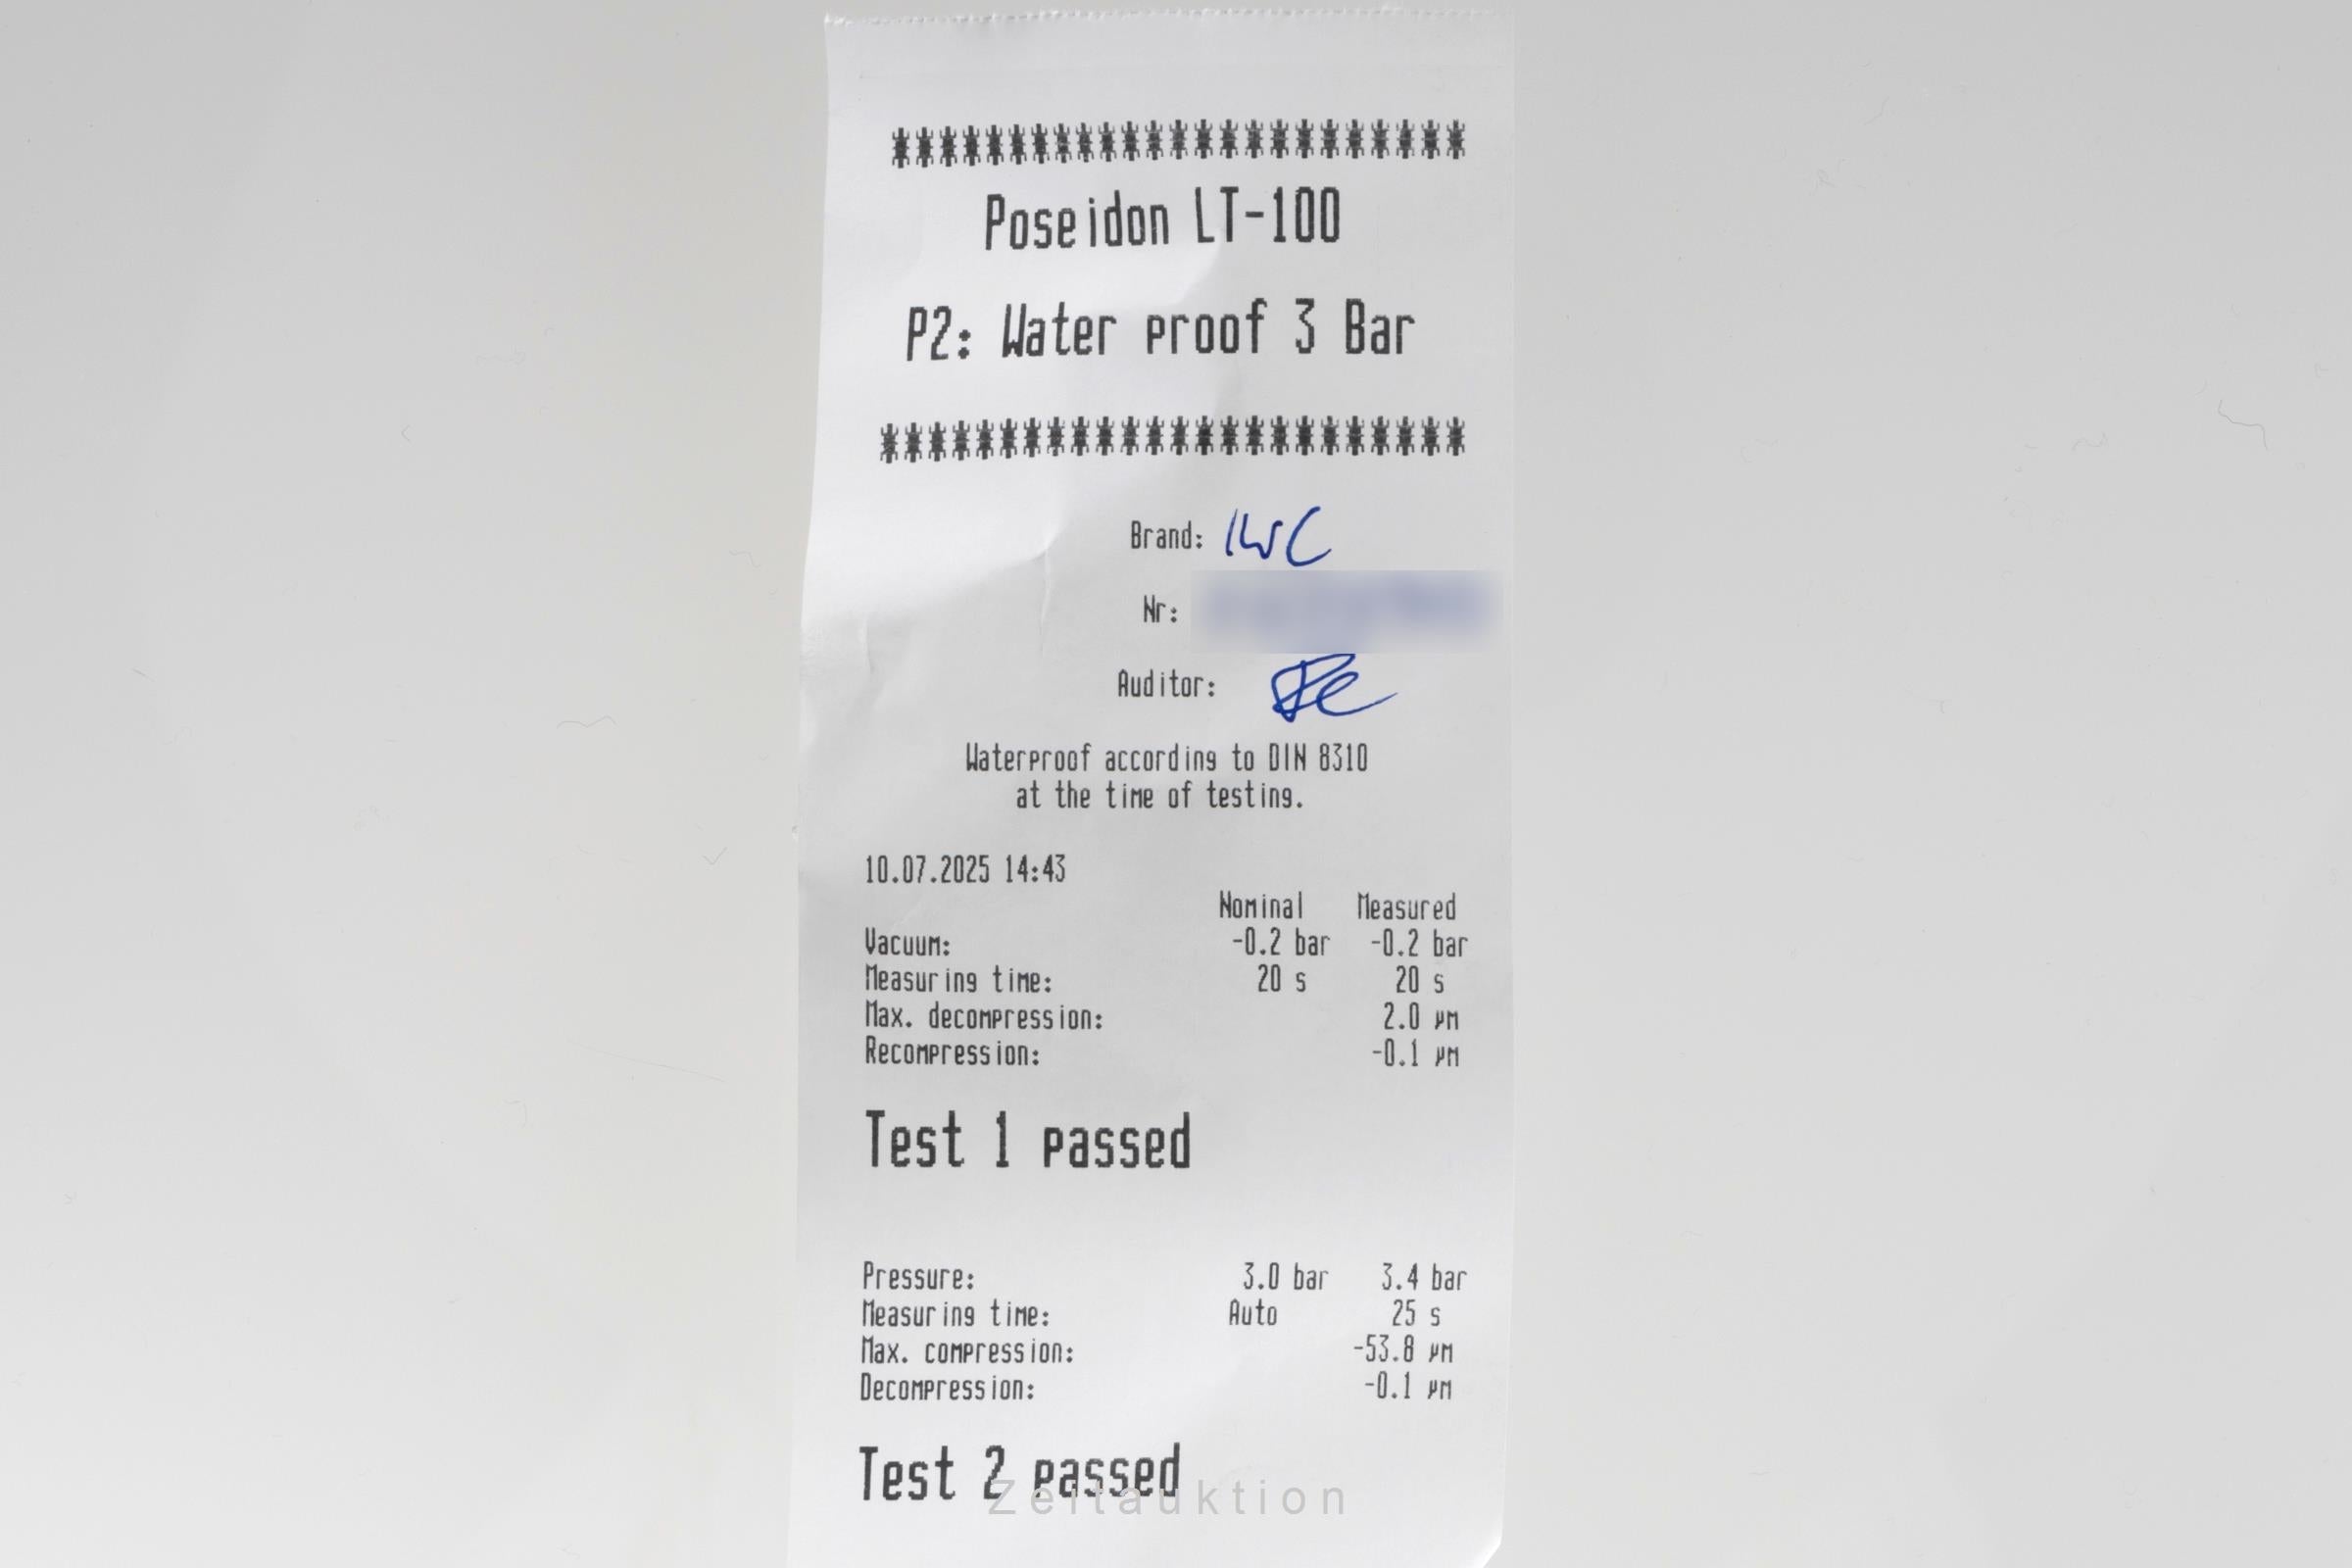 Poseidon LT-100
P2: Water proof 3 Bar
Brand: IWC
Nr:
Auditor:
Waterproof according to DIN 8310
at the time of testing.
10.07.2025 14:43
Nominal Measured
Vacuum: -0.2 bar -0.2 bar
Measuring time: 20 s 20 s
Max. decompression: 2.0 µm
Recompression: -0.1 µm
Test 1 passed
Pressure: 3.0 bar 3.4 bar
Measuring time: Auto 25 s
Max. compression: -53.8 µm
Decompression: -0.1 µm
Test 2 passed
Zeitauktion